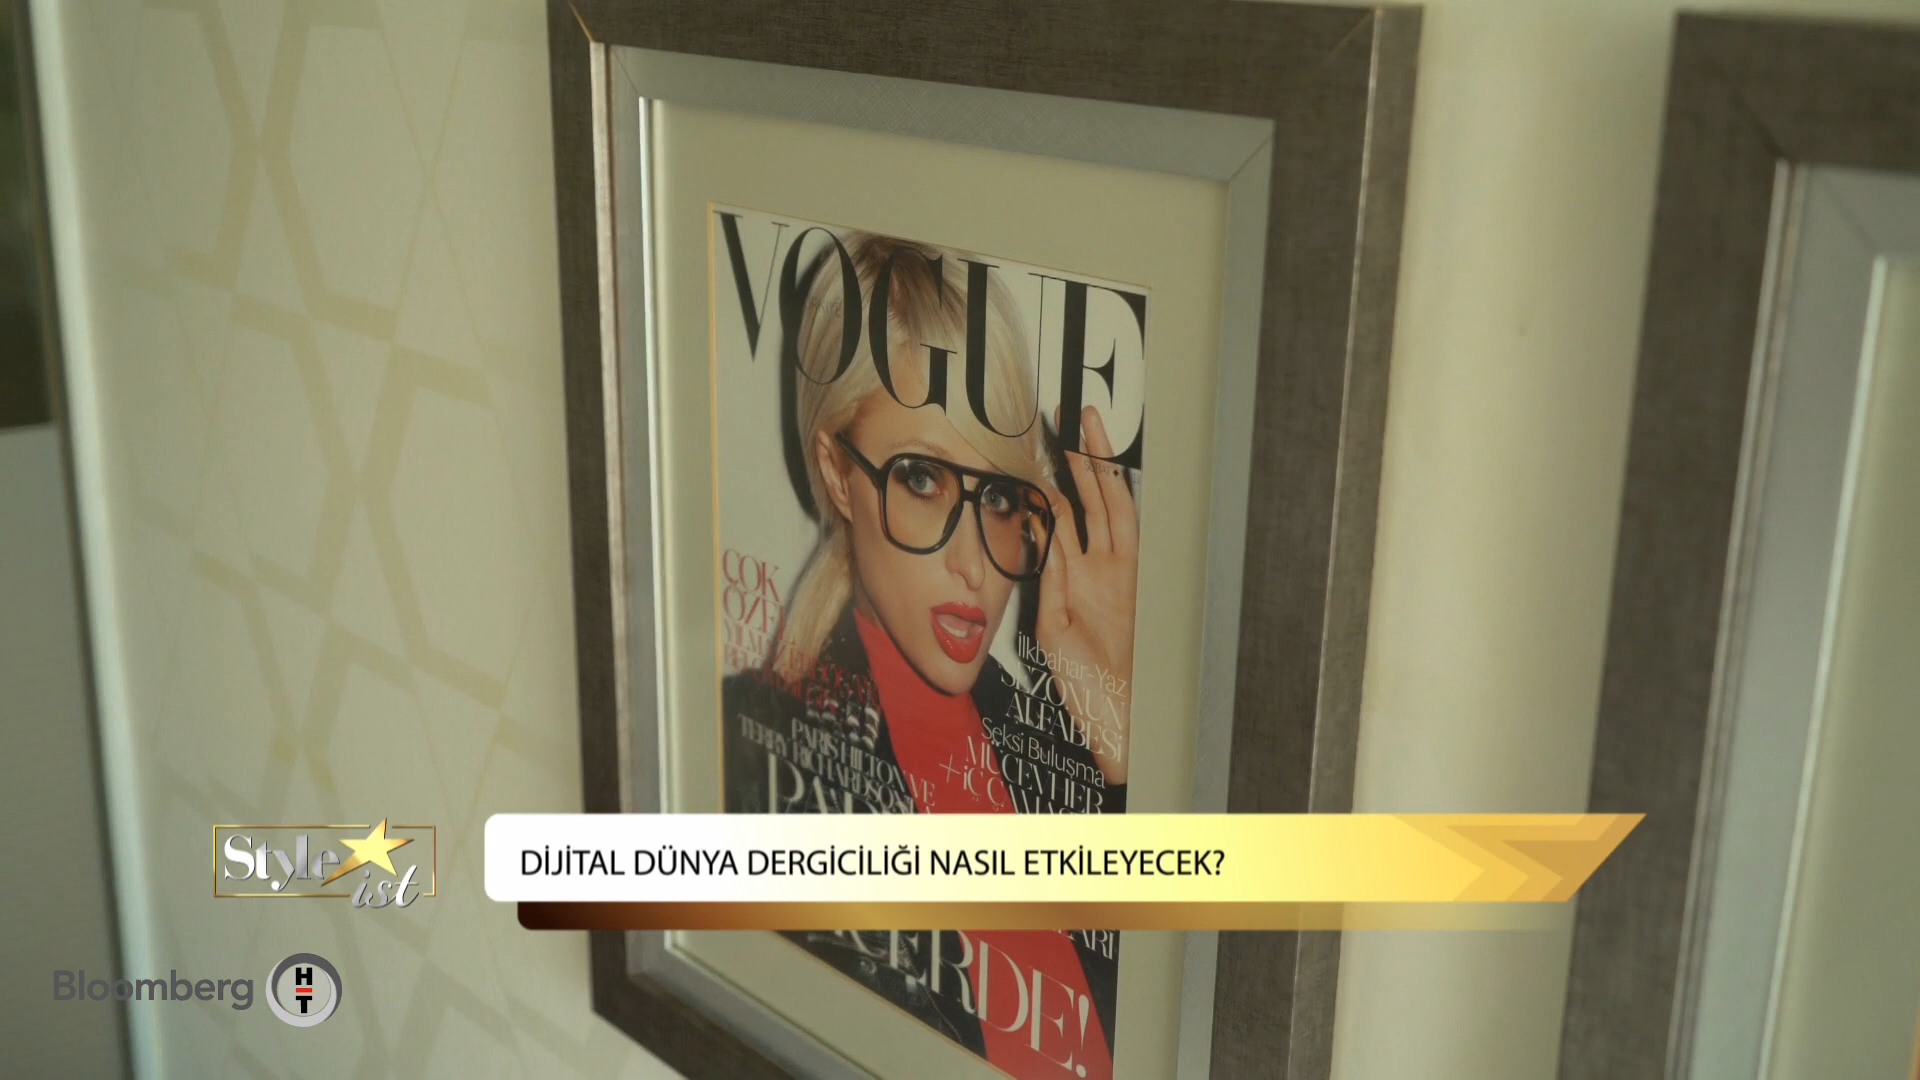 VOGUE
ÇOK
ÖZEL
PARIS HILTON VE
TERRY RICHARDSON
İlkbahar-Yaz
SEZONUN
ALFABESİ
Seksi Buluşma
MÜCEVHER
+İÇ
Style ist
DİJİTAL DÜNYA DERGİCİLİĞİ NASIL ETKİLEYECEK?
ERDE!
Bloomberg HT